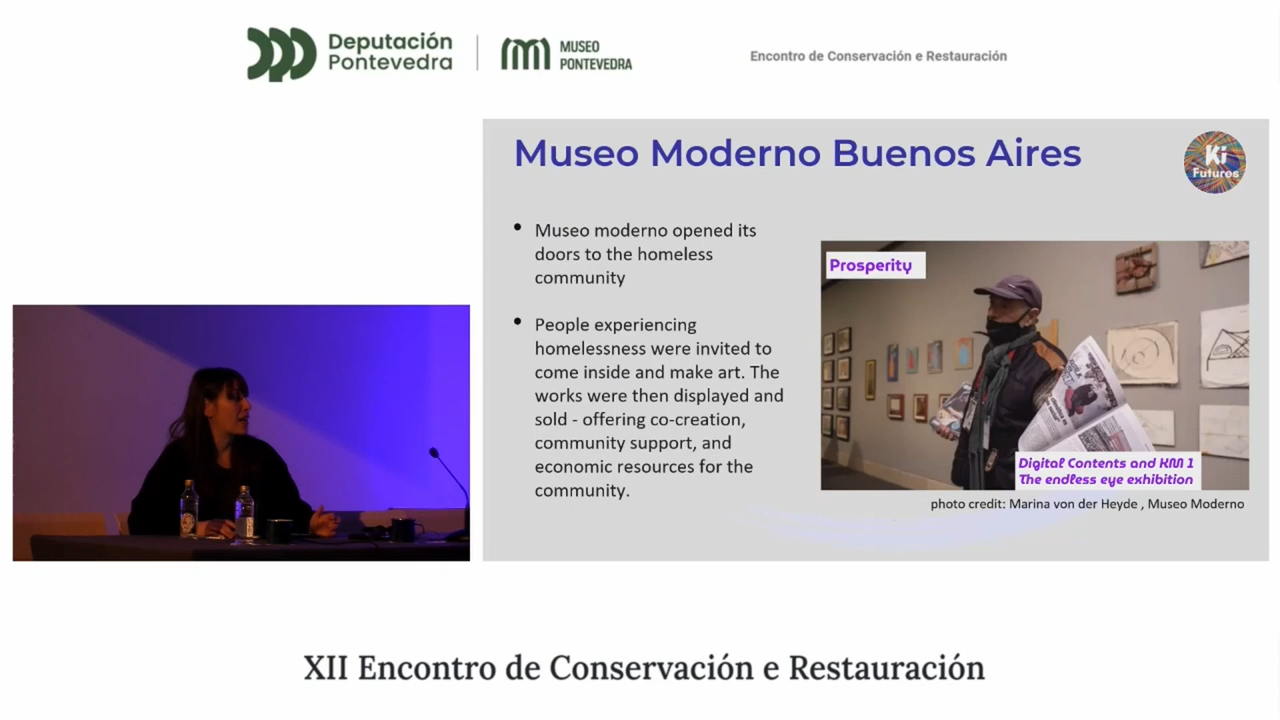 Deputación
Pontevedra
MUSEO
PONTEVEDRA
Encontro de Conservación e Restauración
Museo Moderno Buenos Aires
Ki
Futures
• Museo moderno opened its
doors to the homeless
community
• People experiencing
homelessness were invited to
come inside and make art. The
works were then displayed and
sold - offering co-creation,
community support, and
economic resources for the
community.
Prosperity
Digital Contents and KM 1
The endless eye exhibition
photo credit: Marina von der Heyde , Museo Moderno
XII Encontro de Conservación e Restauración